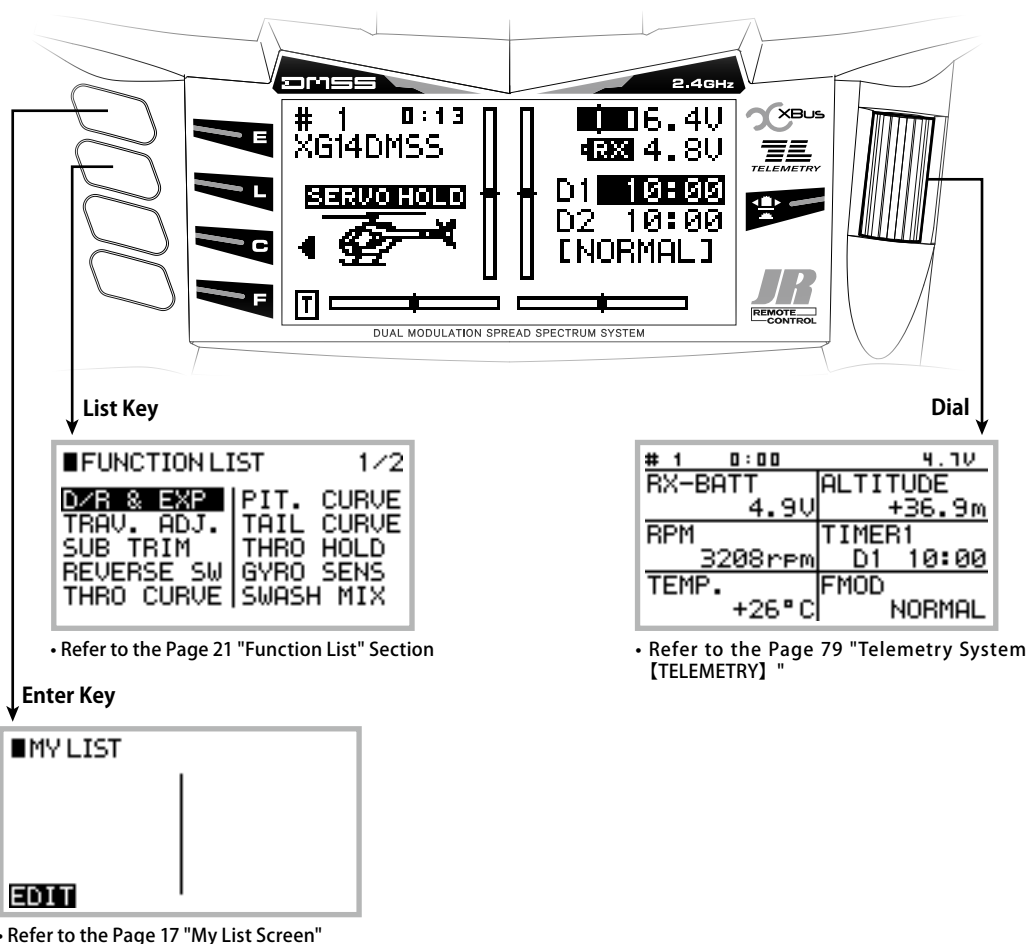 DMSS 2.4GHz
# 1 0:13
XG14DMSS
SERVO HOLD
T
6.4V
RX 4.8V
D1 10:00
D2 10:00
[NORMAL]
E
L
C
F
XBus
TL
TELEMETRY
JR
REMOTE
CONTROL
DUAL MODULATION SPREAD SPECTRUM SYSTEM
List Key
■FUNCTION LIST 1/2
D/R & EXP PIT. CURVE
TRAV. ADJ. TAIL CURVE
SUB TRIM THRO HOLD
REVERSE SW GYRO SENS
THRO CURVE SWASH MIX
• Refer to the Page 21 "Function List" Section
Dial
# 1 0:00 4.7V
RX-BATT ALTITUDE
4.9V +36.9m
RPM TIMER1
3208rpm D1 10:00
TEMP. FMOD
+26°C NORMAL
• Refer to the Page 79 "Telemetry System
【TELEMETRY】 "
Enter Key
■MY LIST
EDIT
• Refer to the Page 17 "My List Screen"